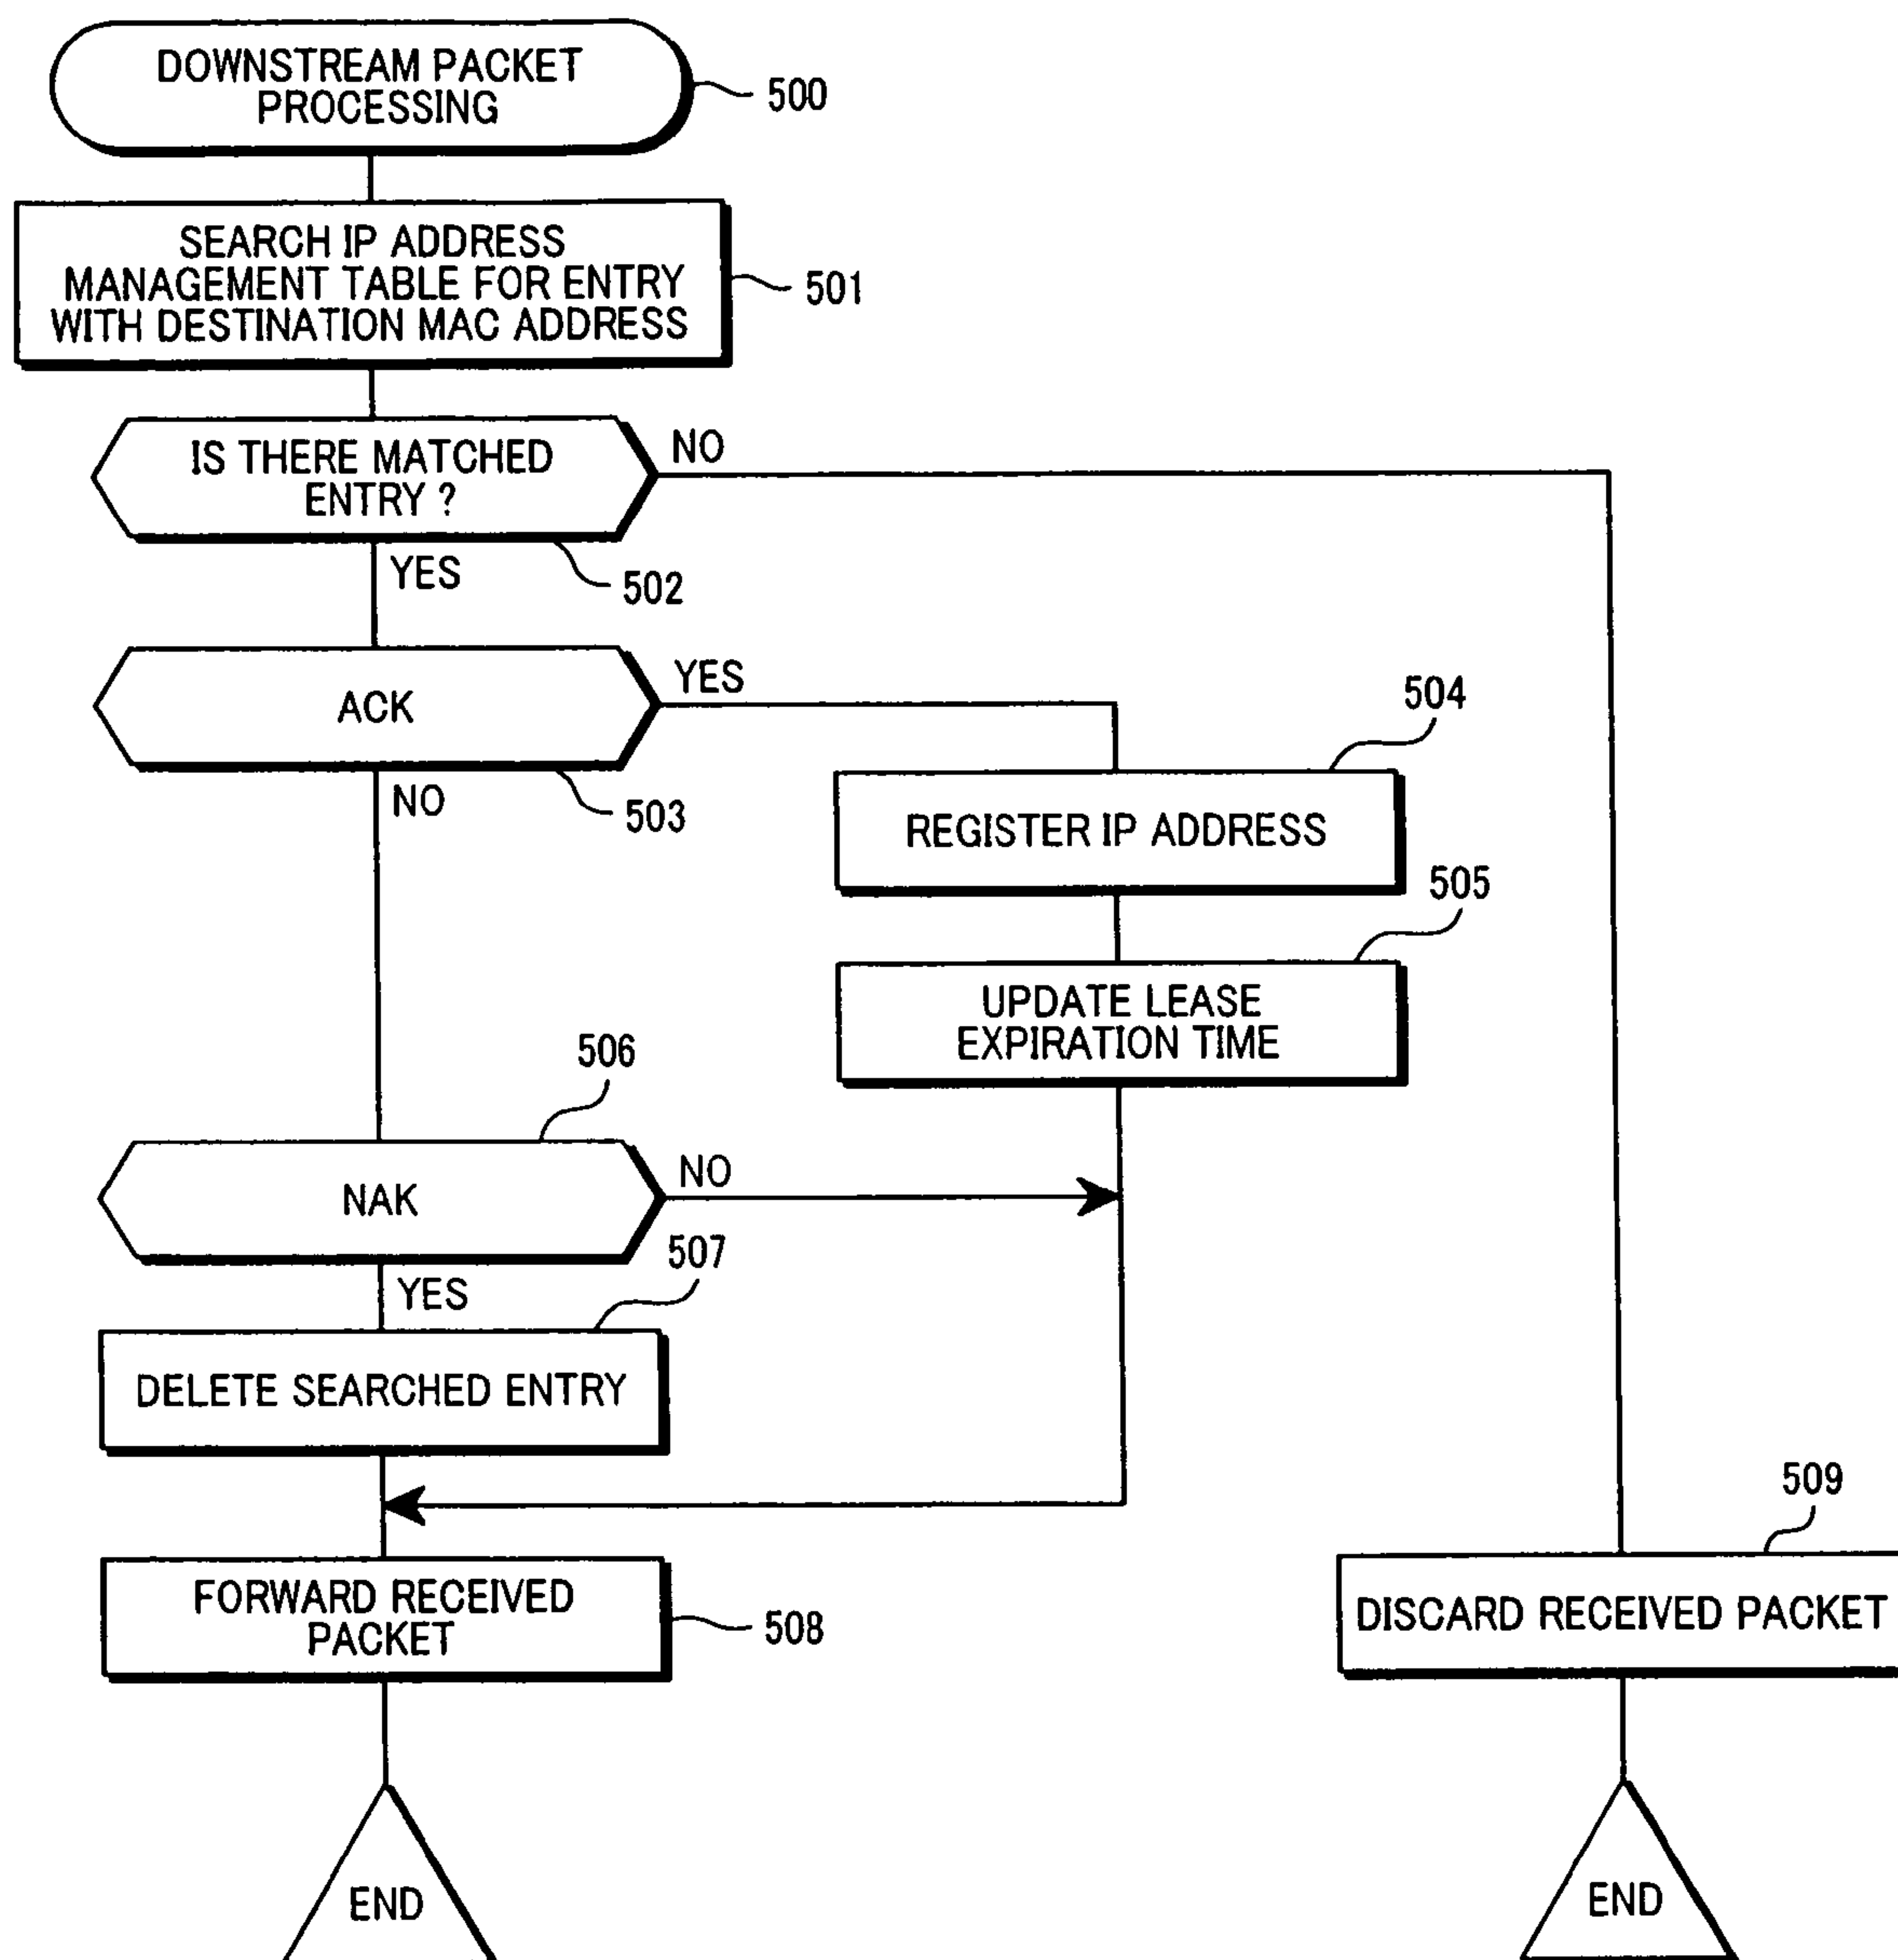 DOWNSTREAM PACKET
PROCESSING
500
SEARCH IP ADDRESS
MANAGEMENT TABLE FOR ENTRY
WITH DESTINATION MAC ADDRESS
501
IS THERE MATCHED
ENTRY ?
NO
YES
502
ACK
YES
NO
503
504
REGISTER IP ADDRESS
505
UPDATE LEASE
EXPIRATION TIME
506
NAK
NO
YES
507
DELETE SEARCHED ENTRY
FORWARD RECEIVED
PACKET
508
509
DISCARD RECEIVED PACKET
END
END